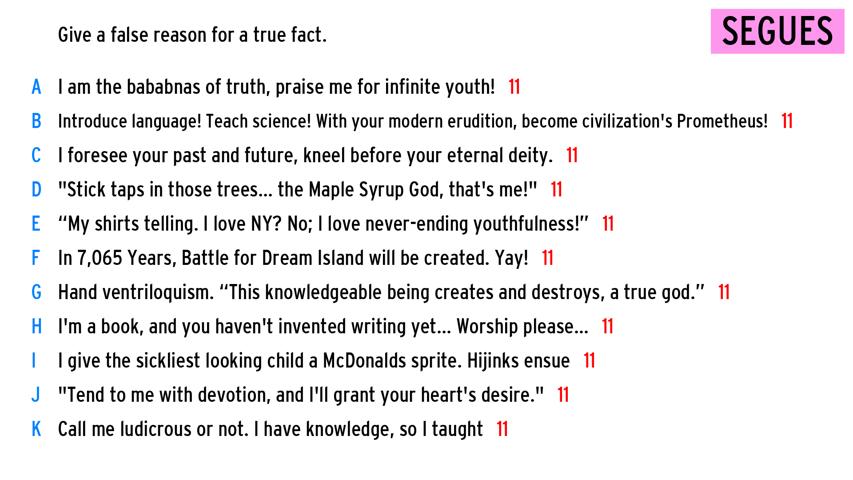 Give a false reason for a true fact.
SEGUES
A I am the bababnas of truth, praise me for infinite youth! 11
B Introduce language! Teach science! With your modern erudition, become civilization's Prometheus! 11
C I foresee your past and future, kneel before your eternal deity. 11
D "Stick taps in those trees... the Maple Syrup God, that's me!" 11
E “My shirts telling. I love NY? No; I love never-ending youthfulness!” 11
F In 7,065 Years, Battle for Dream Island will be created. Yay! 11
G Hand ventriloquism. “This knowledgeable being creates and destroys, a true god.” 11
H I'm a book, and you haven't invented writing yet... Worship please... 11
I I give the sickliest looking child a McDonalds sprite. Hijinks ensue 11
J "Tend to me with devotion, and I'll grant your heart's desire." 11
K Call me ludicrous or not. I have knowledge, so I taught 11